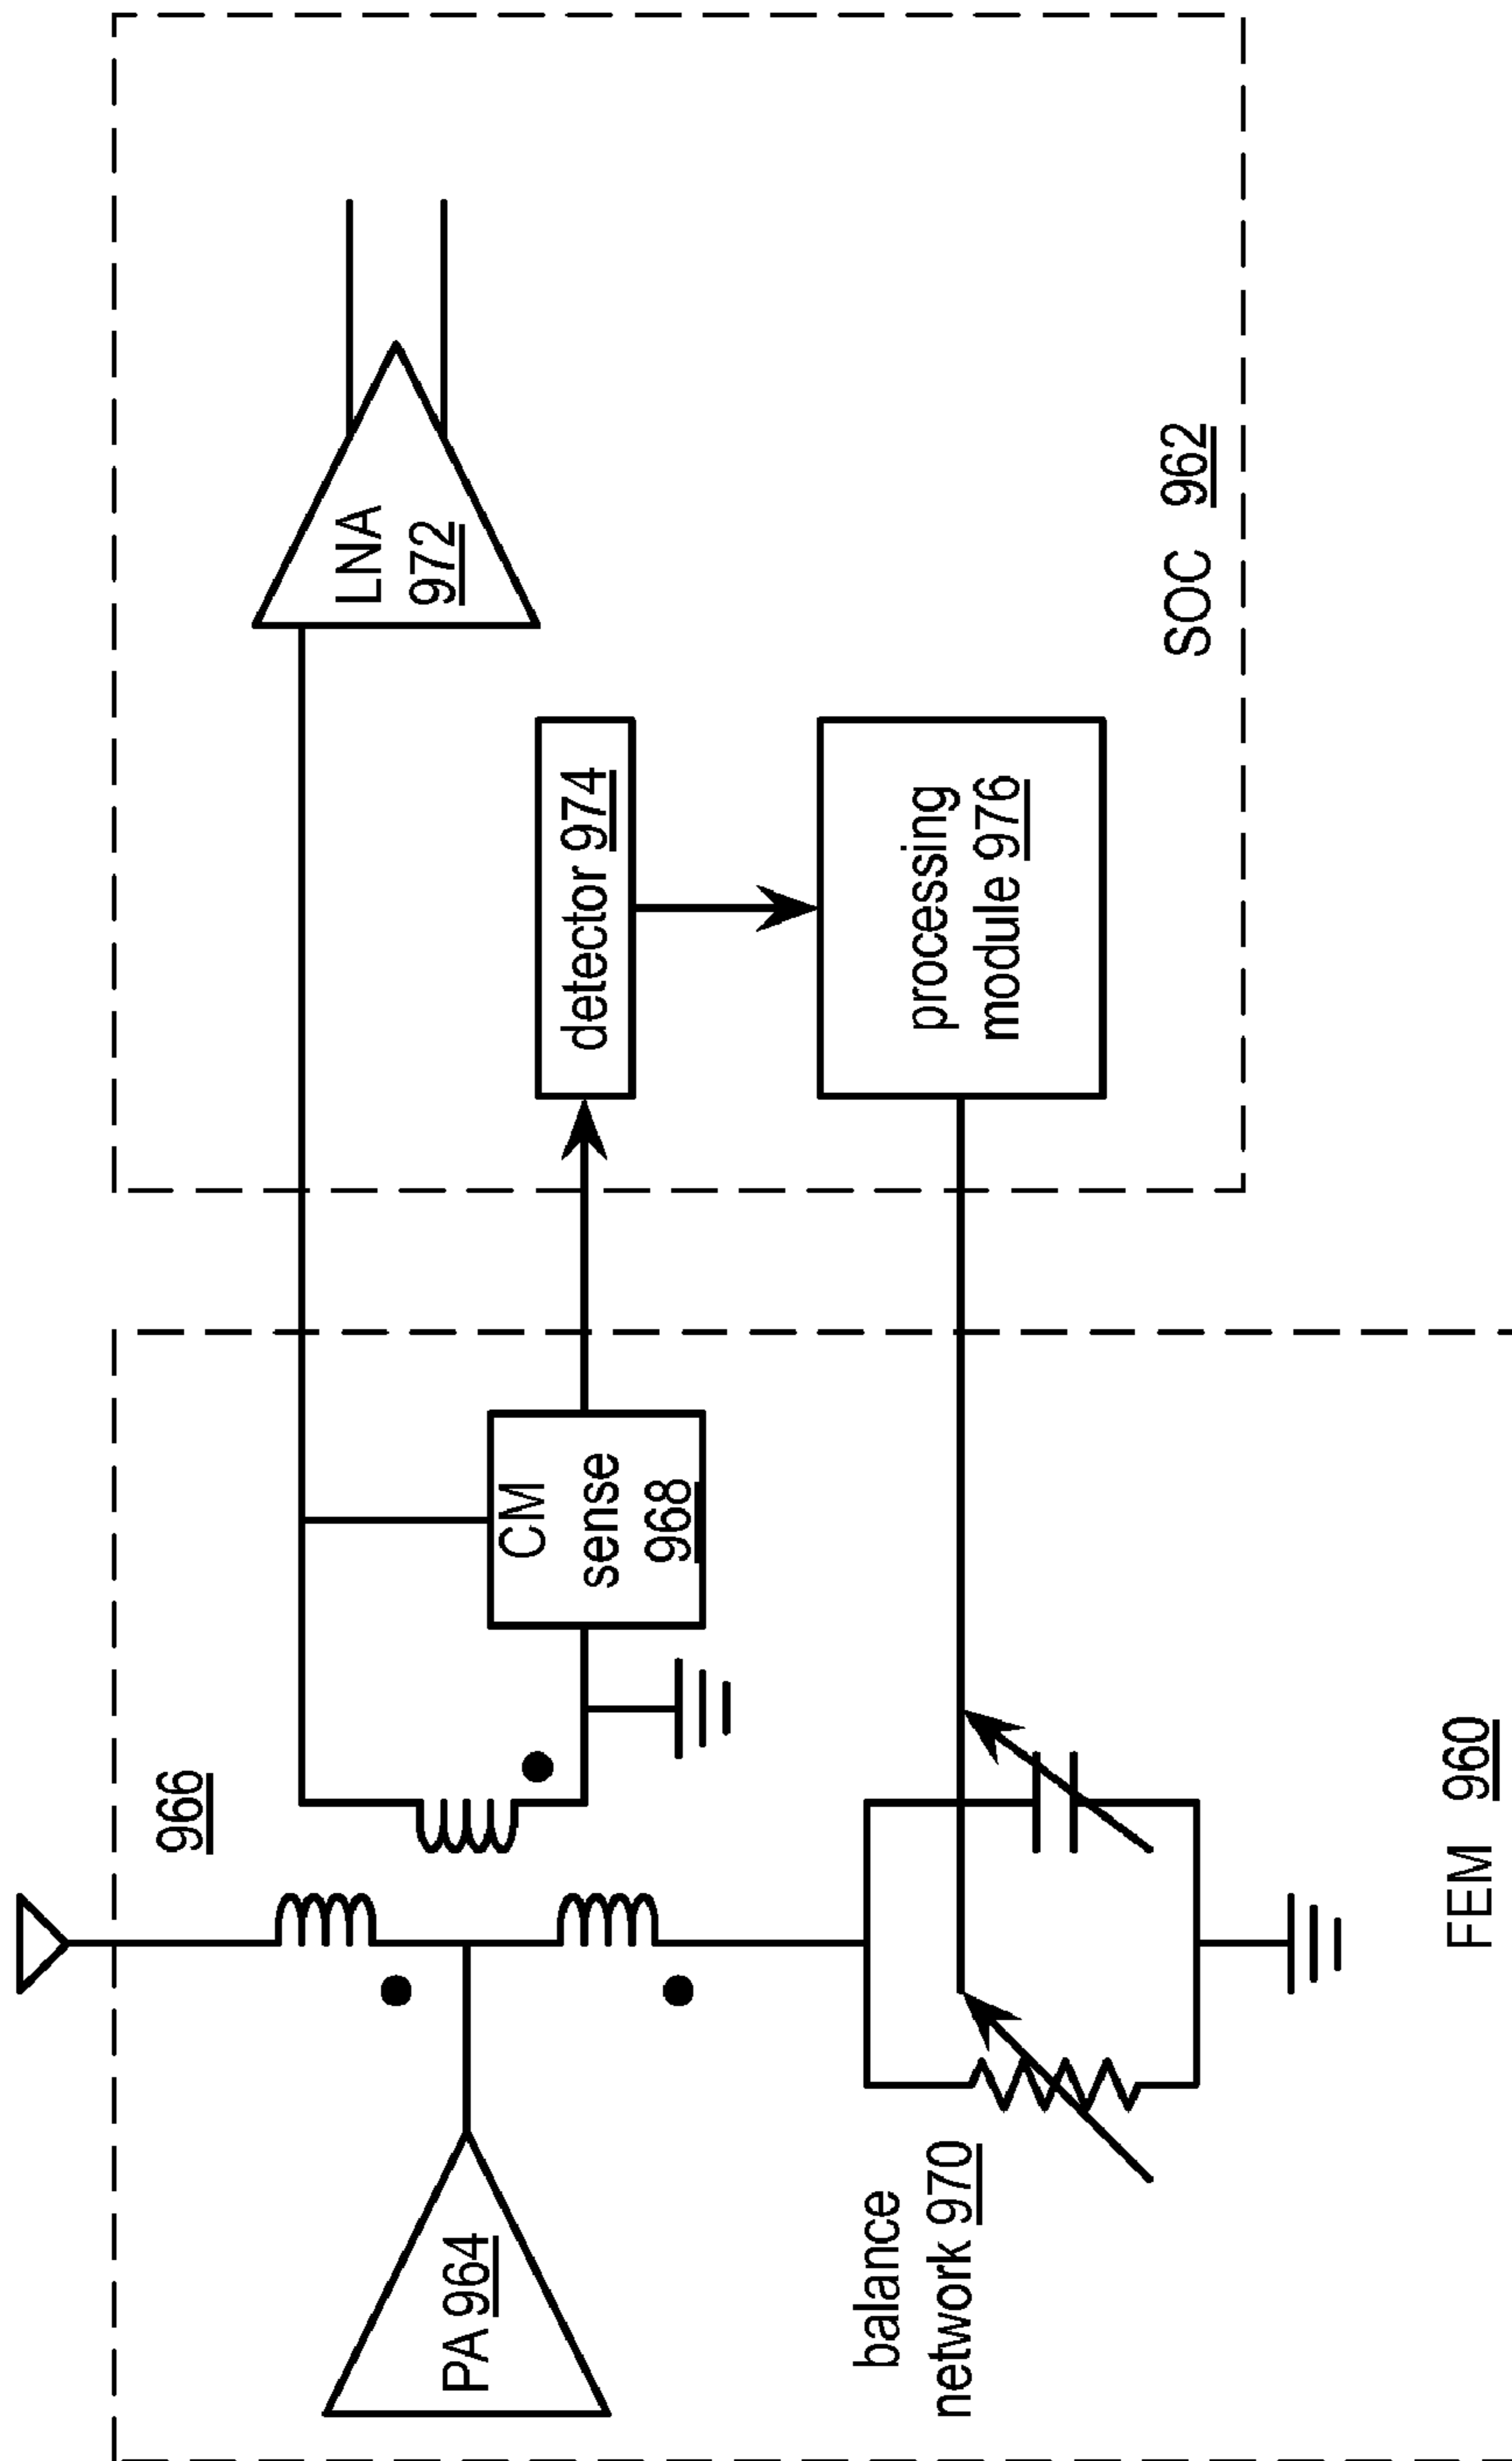 966
PA 964
CM
sense
968
LNA
972
detector 974
balance
network 970
processing
module 976
SOC 962
FEM 960